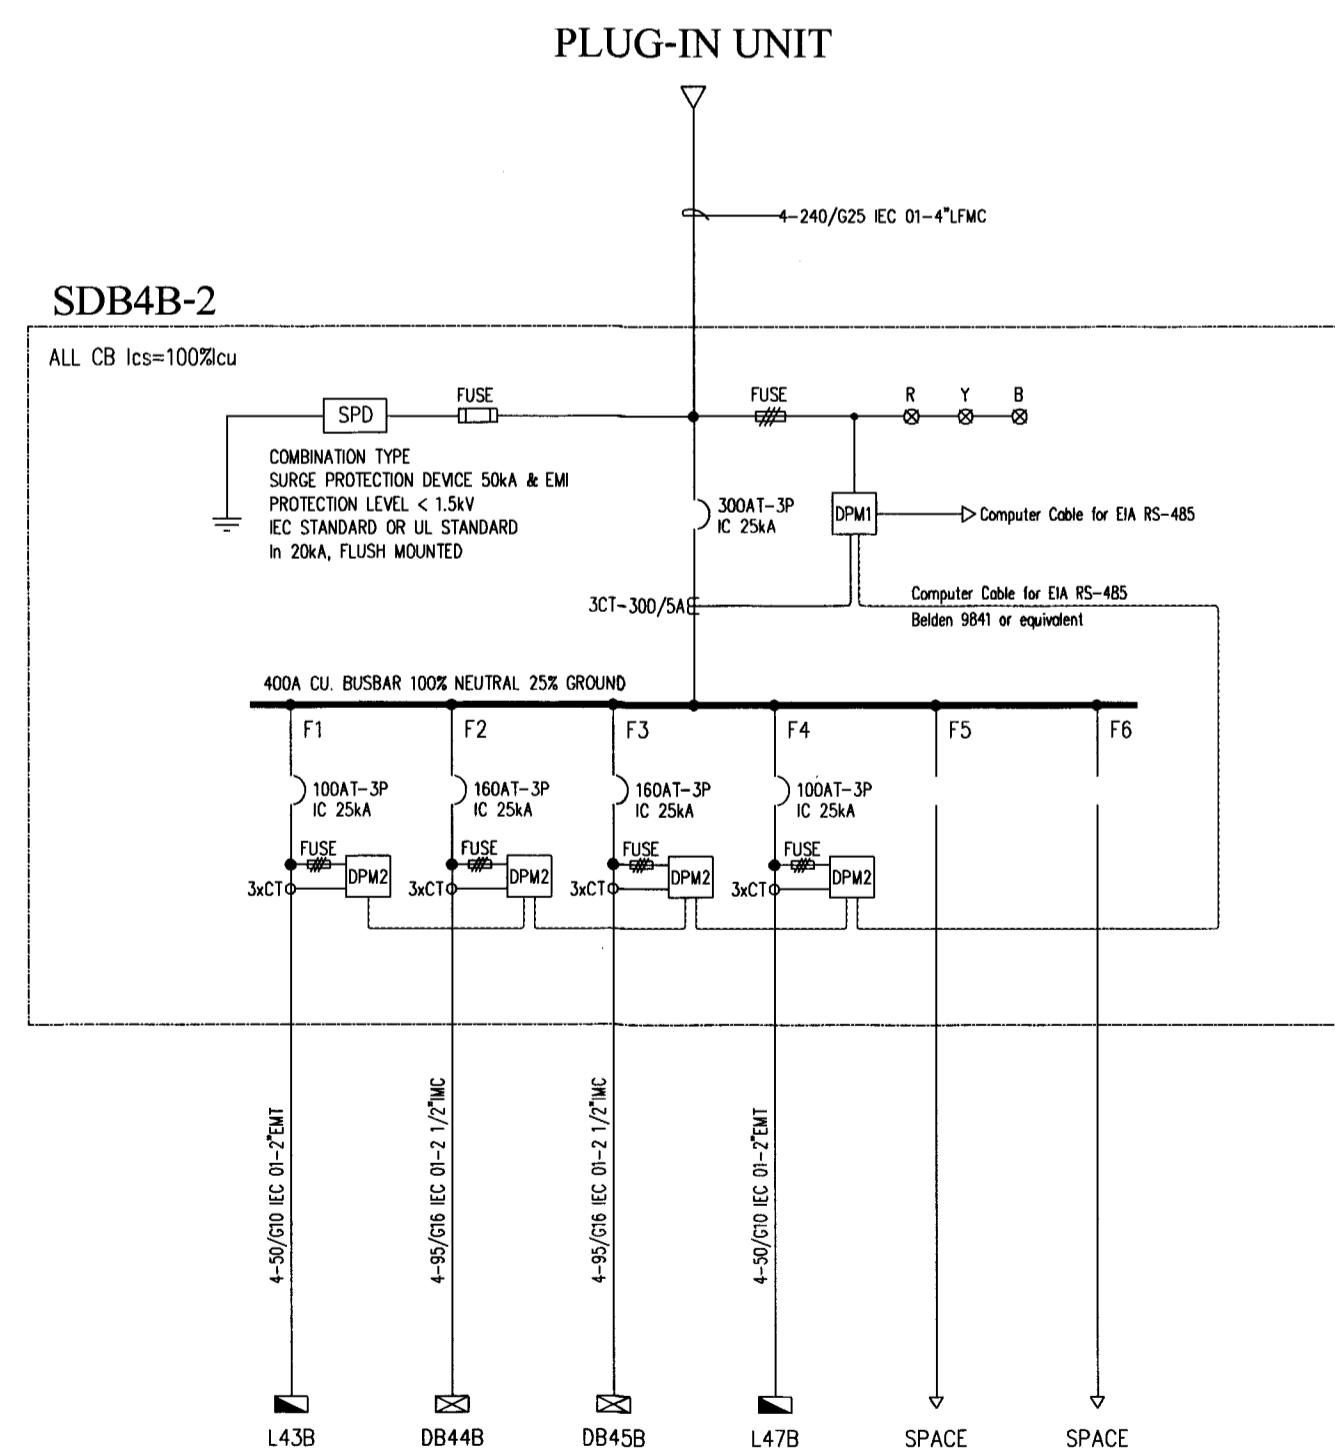 PLUG-IN UNIT
4-240/G25 IEC 01-4"LFMC
SDB4B-2
ALL CB Ics=100%Icu
FUSE
FUSE
R Y B
SPD
COMBINATION TYPE
SURGE PROTECTION DEVICE 50kA & EMI
PROTECTION LEVEL < 1.5kV
IEC STANDARD OR UL STANDARD
In 20kA, FLUSH MOUNTED
300AT-3P
IC 25kA
DPM1
Computer Cable for EIA RS-485
3CT-300/5A
Computer Cable for EIA RS-485
Belden 9841 or equivalent
400A CU. BUSBAR 100% NEUTRAL 25% GROUND
F1 F2 F3 F4 F5 F6
100AT-3P
IC 25kA
160AT-3P
IC 25kA
160AT-3P
IC 25kA
100AT-3P
IC 25kA
FUSE FUSE FUSE FUSE
DPM2 DPM2 DPM2 DPM2
3xCT 3xCT 3xCT 3xCT
4-50/G10 IEC 01-2"EMT
4-95/G16 IEC 01-2 1/2"IMC
4-95/G16 IEC 01-2 1/2"IMC
4-50/G10 IEC 01-2"EMT
L43B DB44B DB45B L47B SPACE SPACE